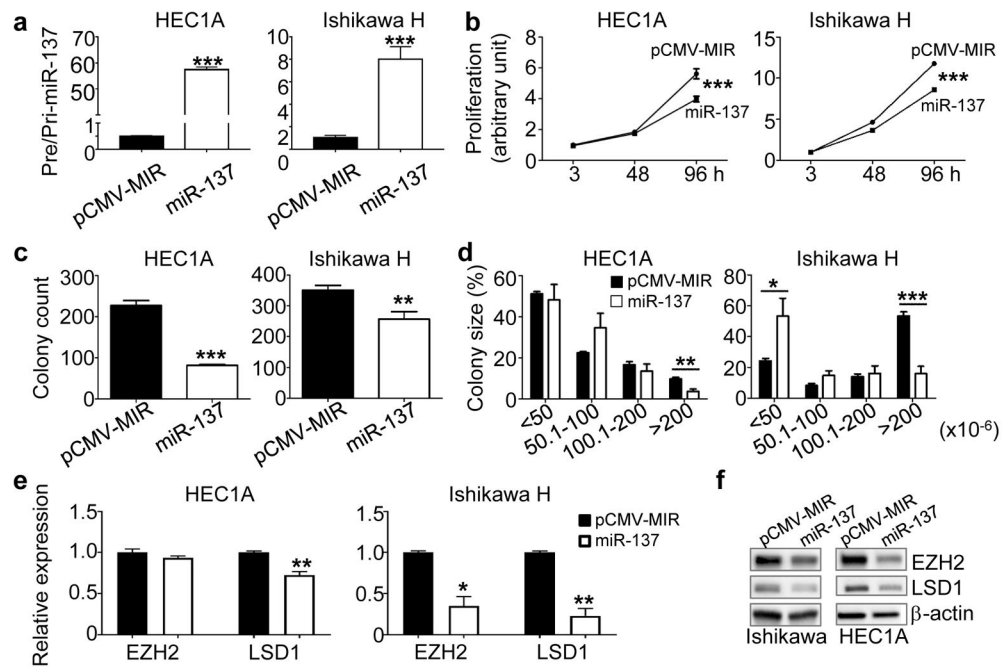 a
HEC1A
Ishikawa H
Pre/Pri-miR-137
70
60
50
1
0
***
pCMV-MIR
miR-137
8
6
4
2
2
0
***
pCMV-MIR
miR-137
b
HEC1A
Ishikawa H
Proliferation
(arbitrary unit)
8
6
4
2
0
pCMV-MIR
***
miR-137
3 48 96 h
15
10
5
0
pCMV-MIR
***
miR-137
3 48 96 h
c
HEC1A
Ishikawa H
Colony count
300
200
100
0
***
pCMV-MIR
miR-137
400
300
200
100
0
**
pCMV-MIR
miR-137
d
HEC1A
Ishikawa H
Colony size (%)
60
40
20
0
pCMV-MIR
miR-137
**
<50
50.1-100
100.1-200
>200
80
60
40
20
0
*
***
<50
50.1-100
100.1-200
>200
(x10-6)
e
HEC1A
Ishikawa H
Relative expression
1.5
1.0
0.5
0
**
EZH2 LSD1
1.5
1.0
0.5
0
pCMV-MIR
miR-137
*
**
EZH2 LSD1
f
pCMV-MIR
miR-137
pCMV-MIR
miR-137
EZH2
LSD1
β-actin
Ishikawa HEC1A